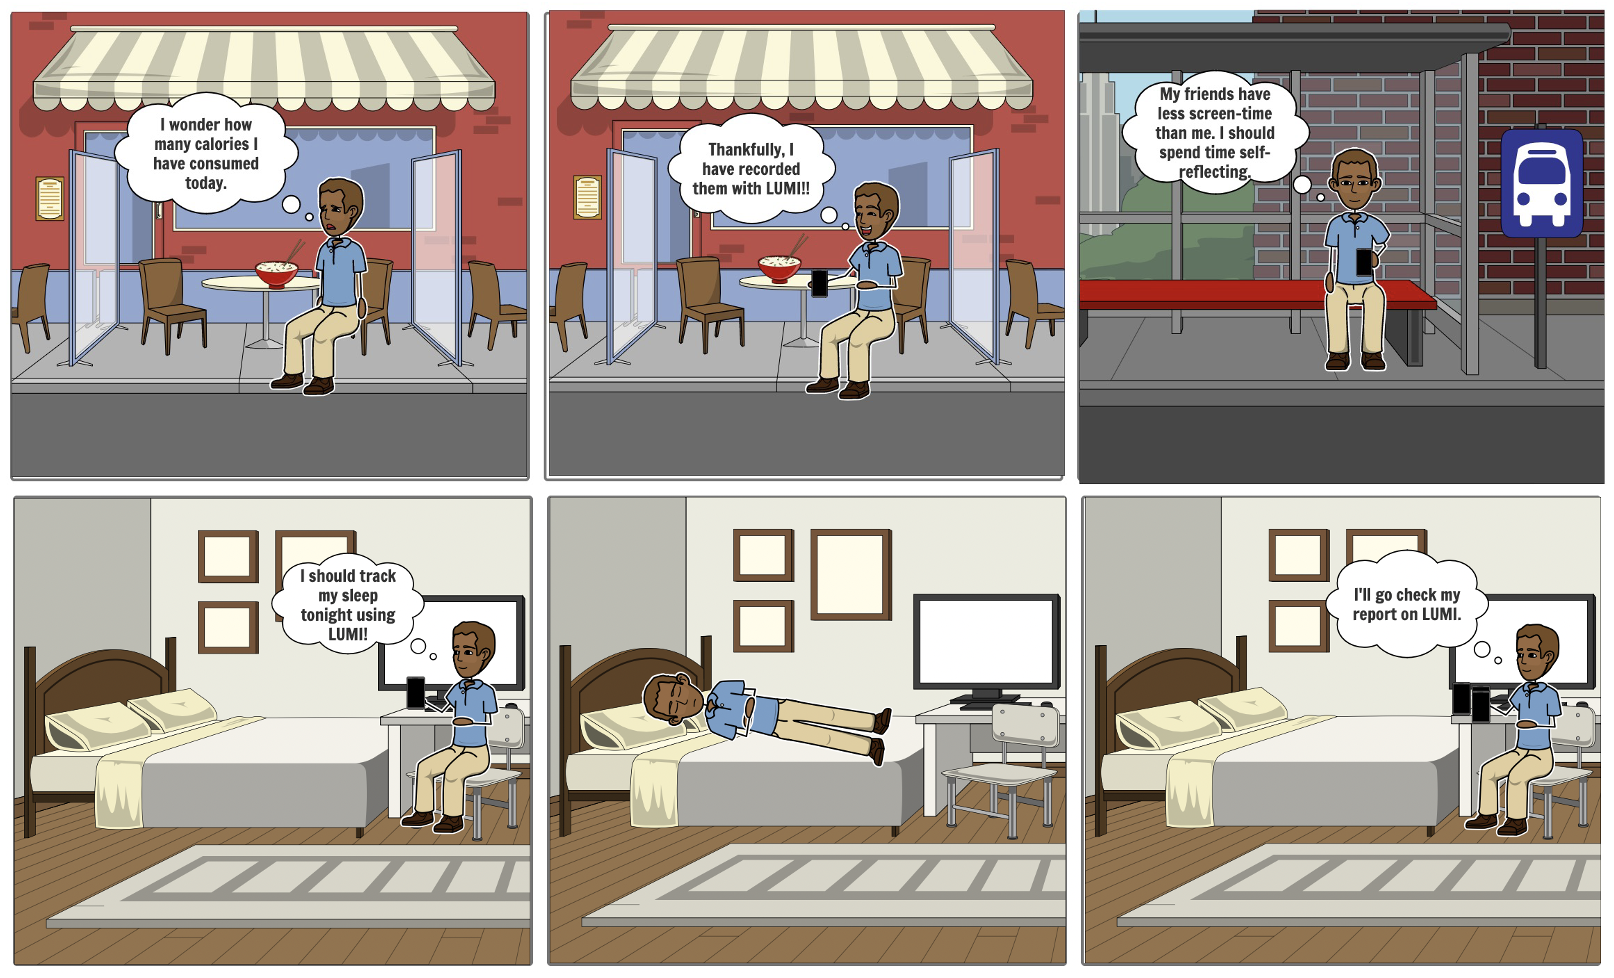 I wonder how
many calories I
have consumed
today.
Thankfully, I
have recorded
them with LUMI!!
My friends have
less screen-time
than me. I should
spend time self-
reflecting.
I should track
my sleep
tonight using
LUMI!
I'll go check my
report on LUMI.